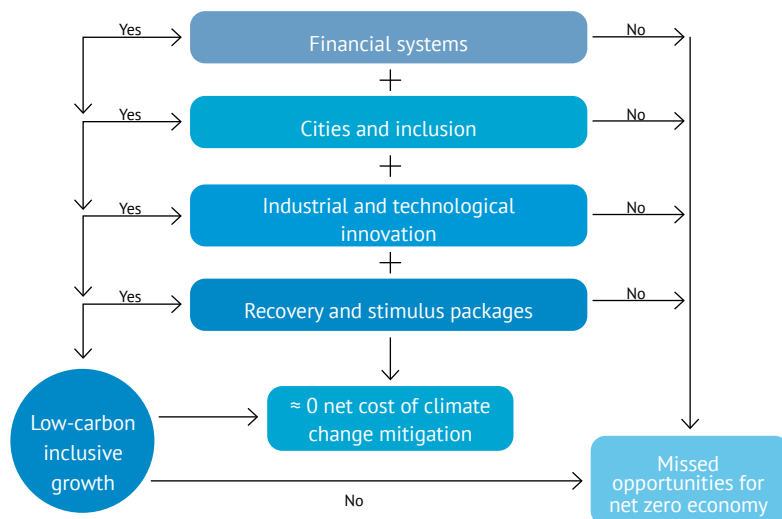 Yes
Financial systems
No
+
Yes
Cities and inclusion
No
+
Yes
Industrial and technological
innovation
No
+
Yes
Recovery and stimulus packages
No
Low-carbon
inclusive
growth
≈ 0 net cost of climate
change mitigation
No
Missed
opportunities for
net zero economy